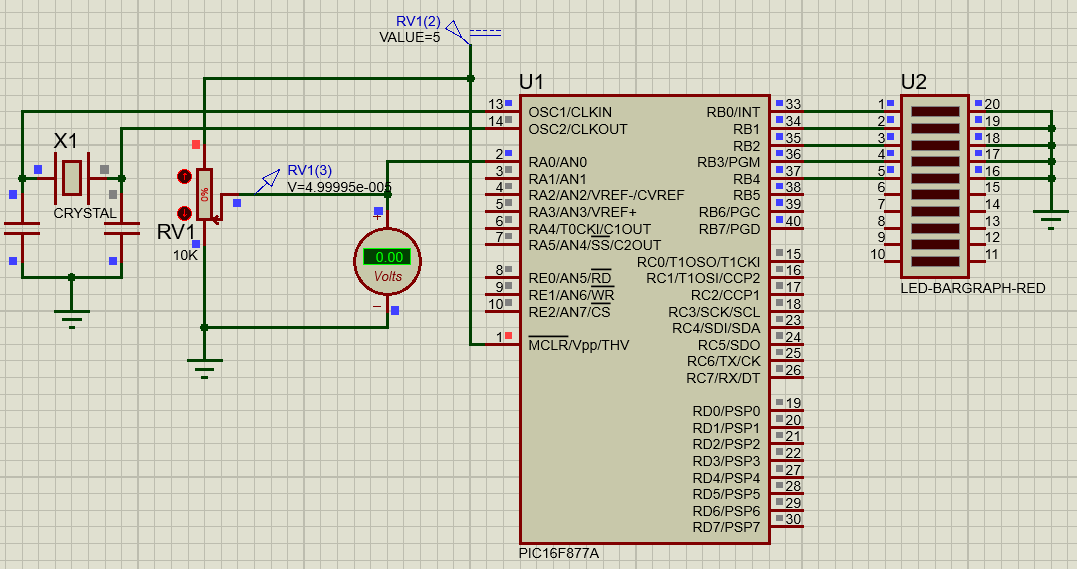 RV1(2)
VALUE=5
U1
U2
X1
CRYSTAL
RV1
10K
0%
RV1(3)
V=4.99995e-005
+
0.00
Volts
−
13 OSC1/CLKIN
14 OSC2/CLKOUT
2 RA0/AN0
3 RA1/AN1
4 RA2/AN2/VREF-/CVREF
5 RA3/AN3/VREF+
6 RA4/T0CKI/C1OUT
7 RA5/AN4/SS/C2OUT
8 RE0/AN5/RD
9 RE1/AN6/WR
10 RE2/AN7/CS
1 MCLR/Vpp/THV
RB0/INT 33
RB1 34
RB2 35
RB3/PGM 36
RB4 37
RB5 38
RB6/PGC 39
RB7/PGD 40
RC0/T1OSO/T1CKI 15
RC1/T1OSI/CCP2 16
RC2/CCP1 17
RC3/SCK/SCL 18
RC4/SDI/SDA 23
RC5/SDO 24
RC6/TX/CK 25
RC7/RX/DT 26
RD0/PSP0 19
RD1/PSP1 20
RD2/PSP2 21
RD3/PSP3 22
RD4/PSP4 27
RD5/PSP5 28
RD6/PSP6 29
RD7/PSP7 30
PIC16F877A
1 20
2 19
3 18
4 17
5 16
6 15
7 14
8 13
9 12
10 11
LED-BARGRAPH-RED